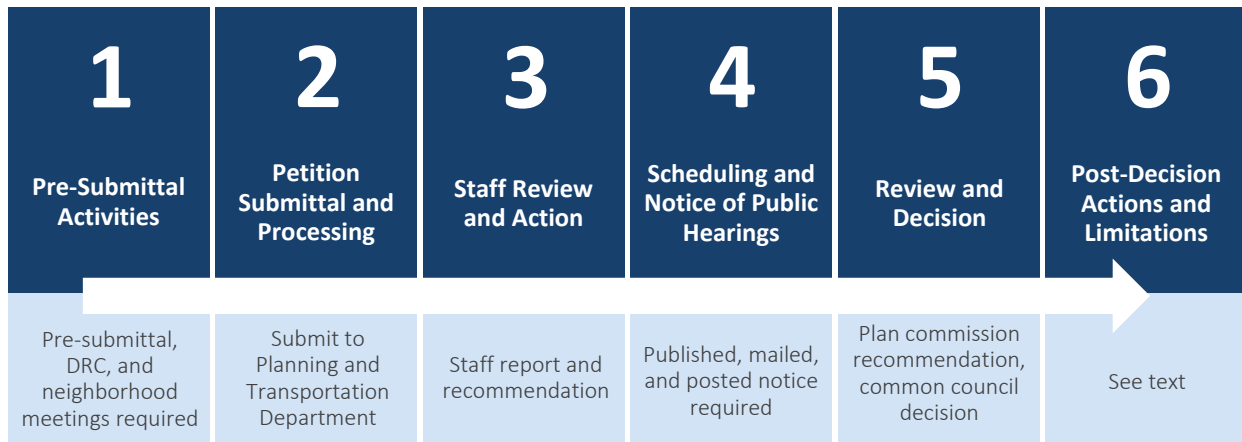 1
Pre-Submittal
Activities
Pre-submittal,
DRC, and
neighborhood
meetings required
2
Petition
Submittal and
Processing
Submit to
Planning and
Transportation
Department
3
Staff Review
and Action
Staff report and
recommendation
4
Scheduling and
Notice of Public
Hearings
Published, mailed,
and posted notice
required
5
Review and
Decision
Plan commission
recommendation,
common council
decision
6
Post-Decision
Actions and
Limitations
See text